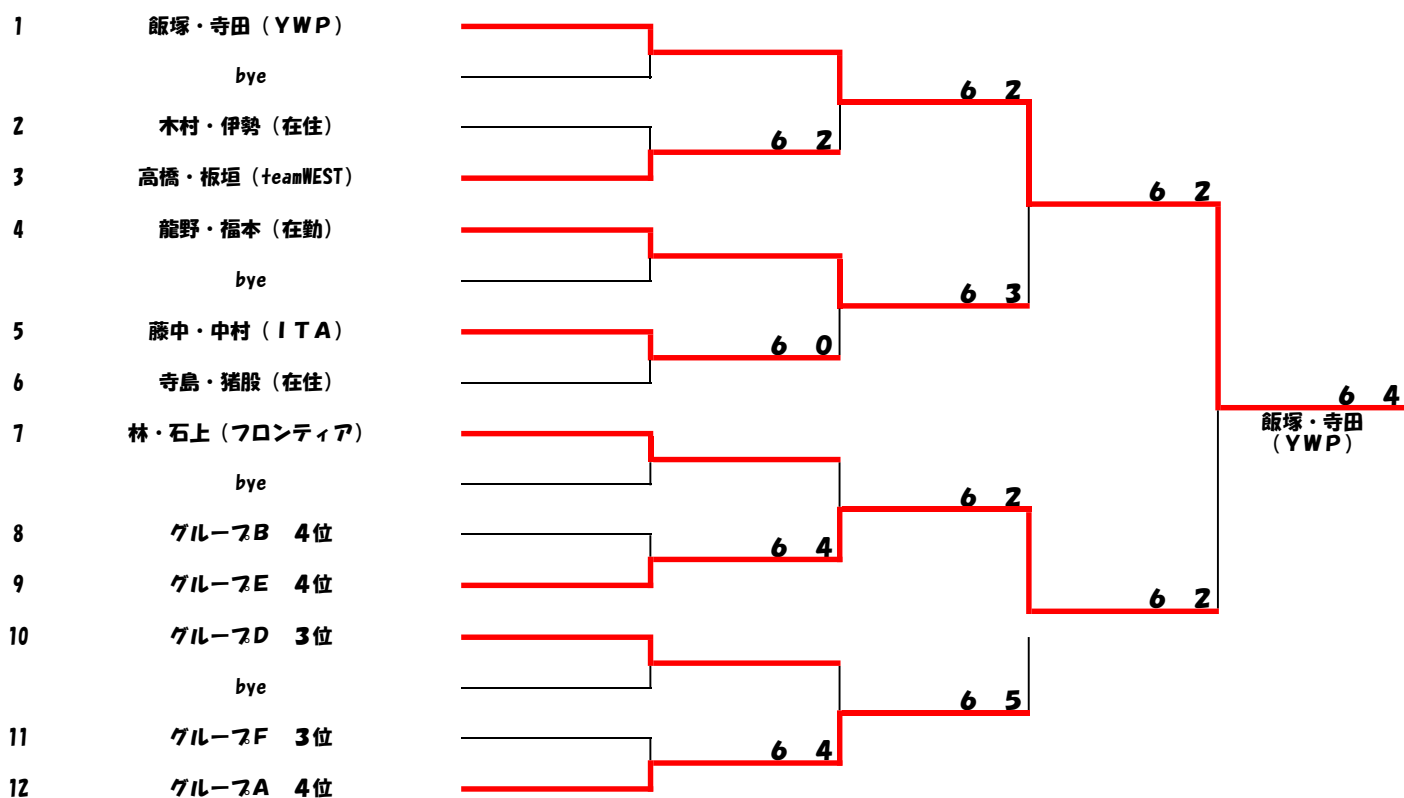 1 飯塚・寺田（ＹＷＰ）
bye
6 2
2 木村・伊勢（在住）
6 2
3 高橋・板垣（teamWEST）
6 2
4 龍野・福本（在勤）
bye
6 3
5 藤中・中村（ＩＴＡ）
6 0
6 寺島・猪股（在住）
6 4
7 林・石上（フロンティア）
飯塚・寺田
（ＹＷＰ）
bye
6 2
8 グループＢ　4位
6 4
9 グループＥ　4位
6 2
10 グループＤ　3位
bye
6 5
11 グループＦ　3位
6 4
12 グループＡ　4位